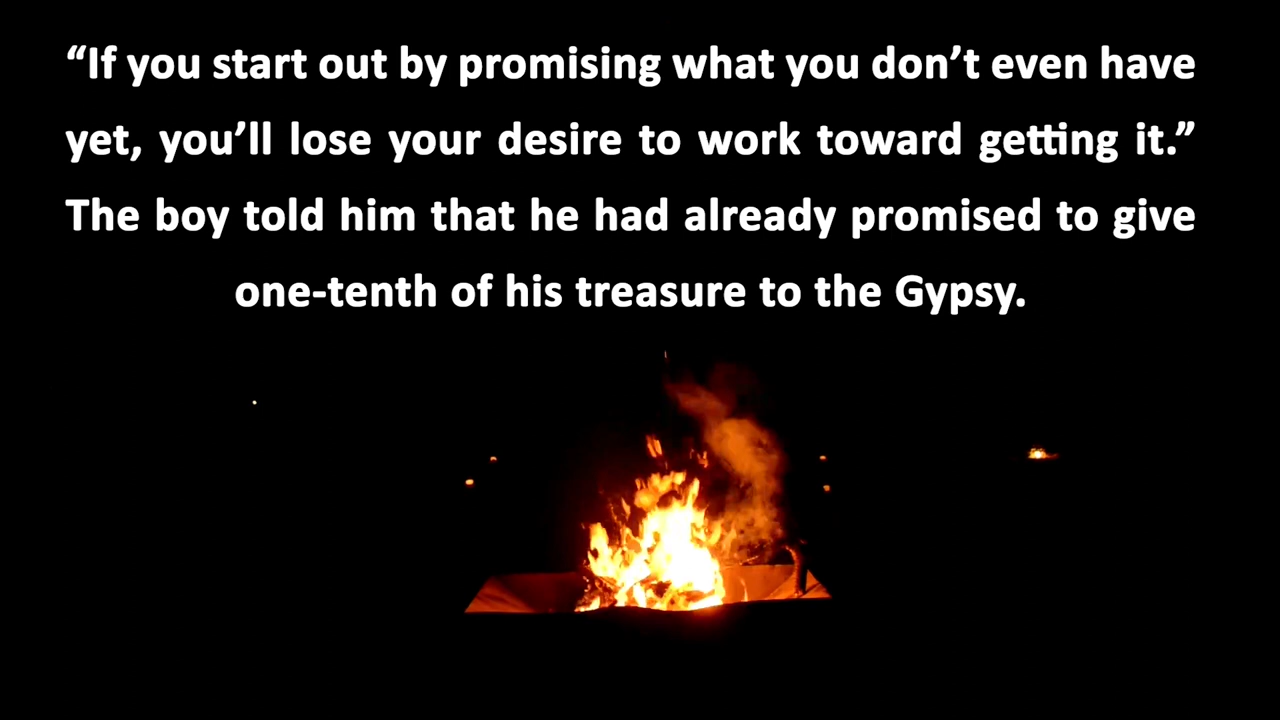 “If you start out by promising what you don’t even have
yet, you’ll lose your desire to work toward getting it.”
The boy told him that he had already promised to give
one-tenth of his treasure to the Gypsy.